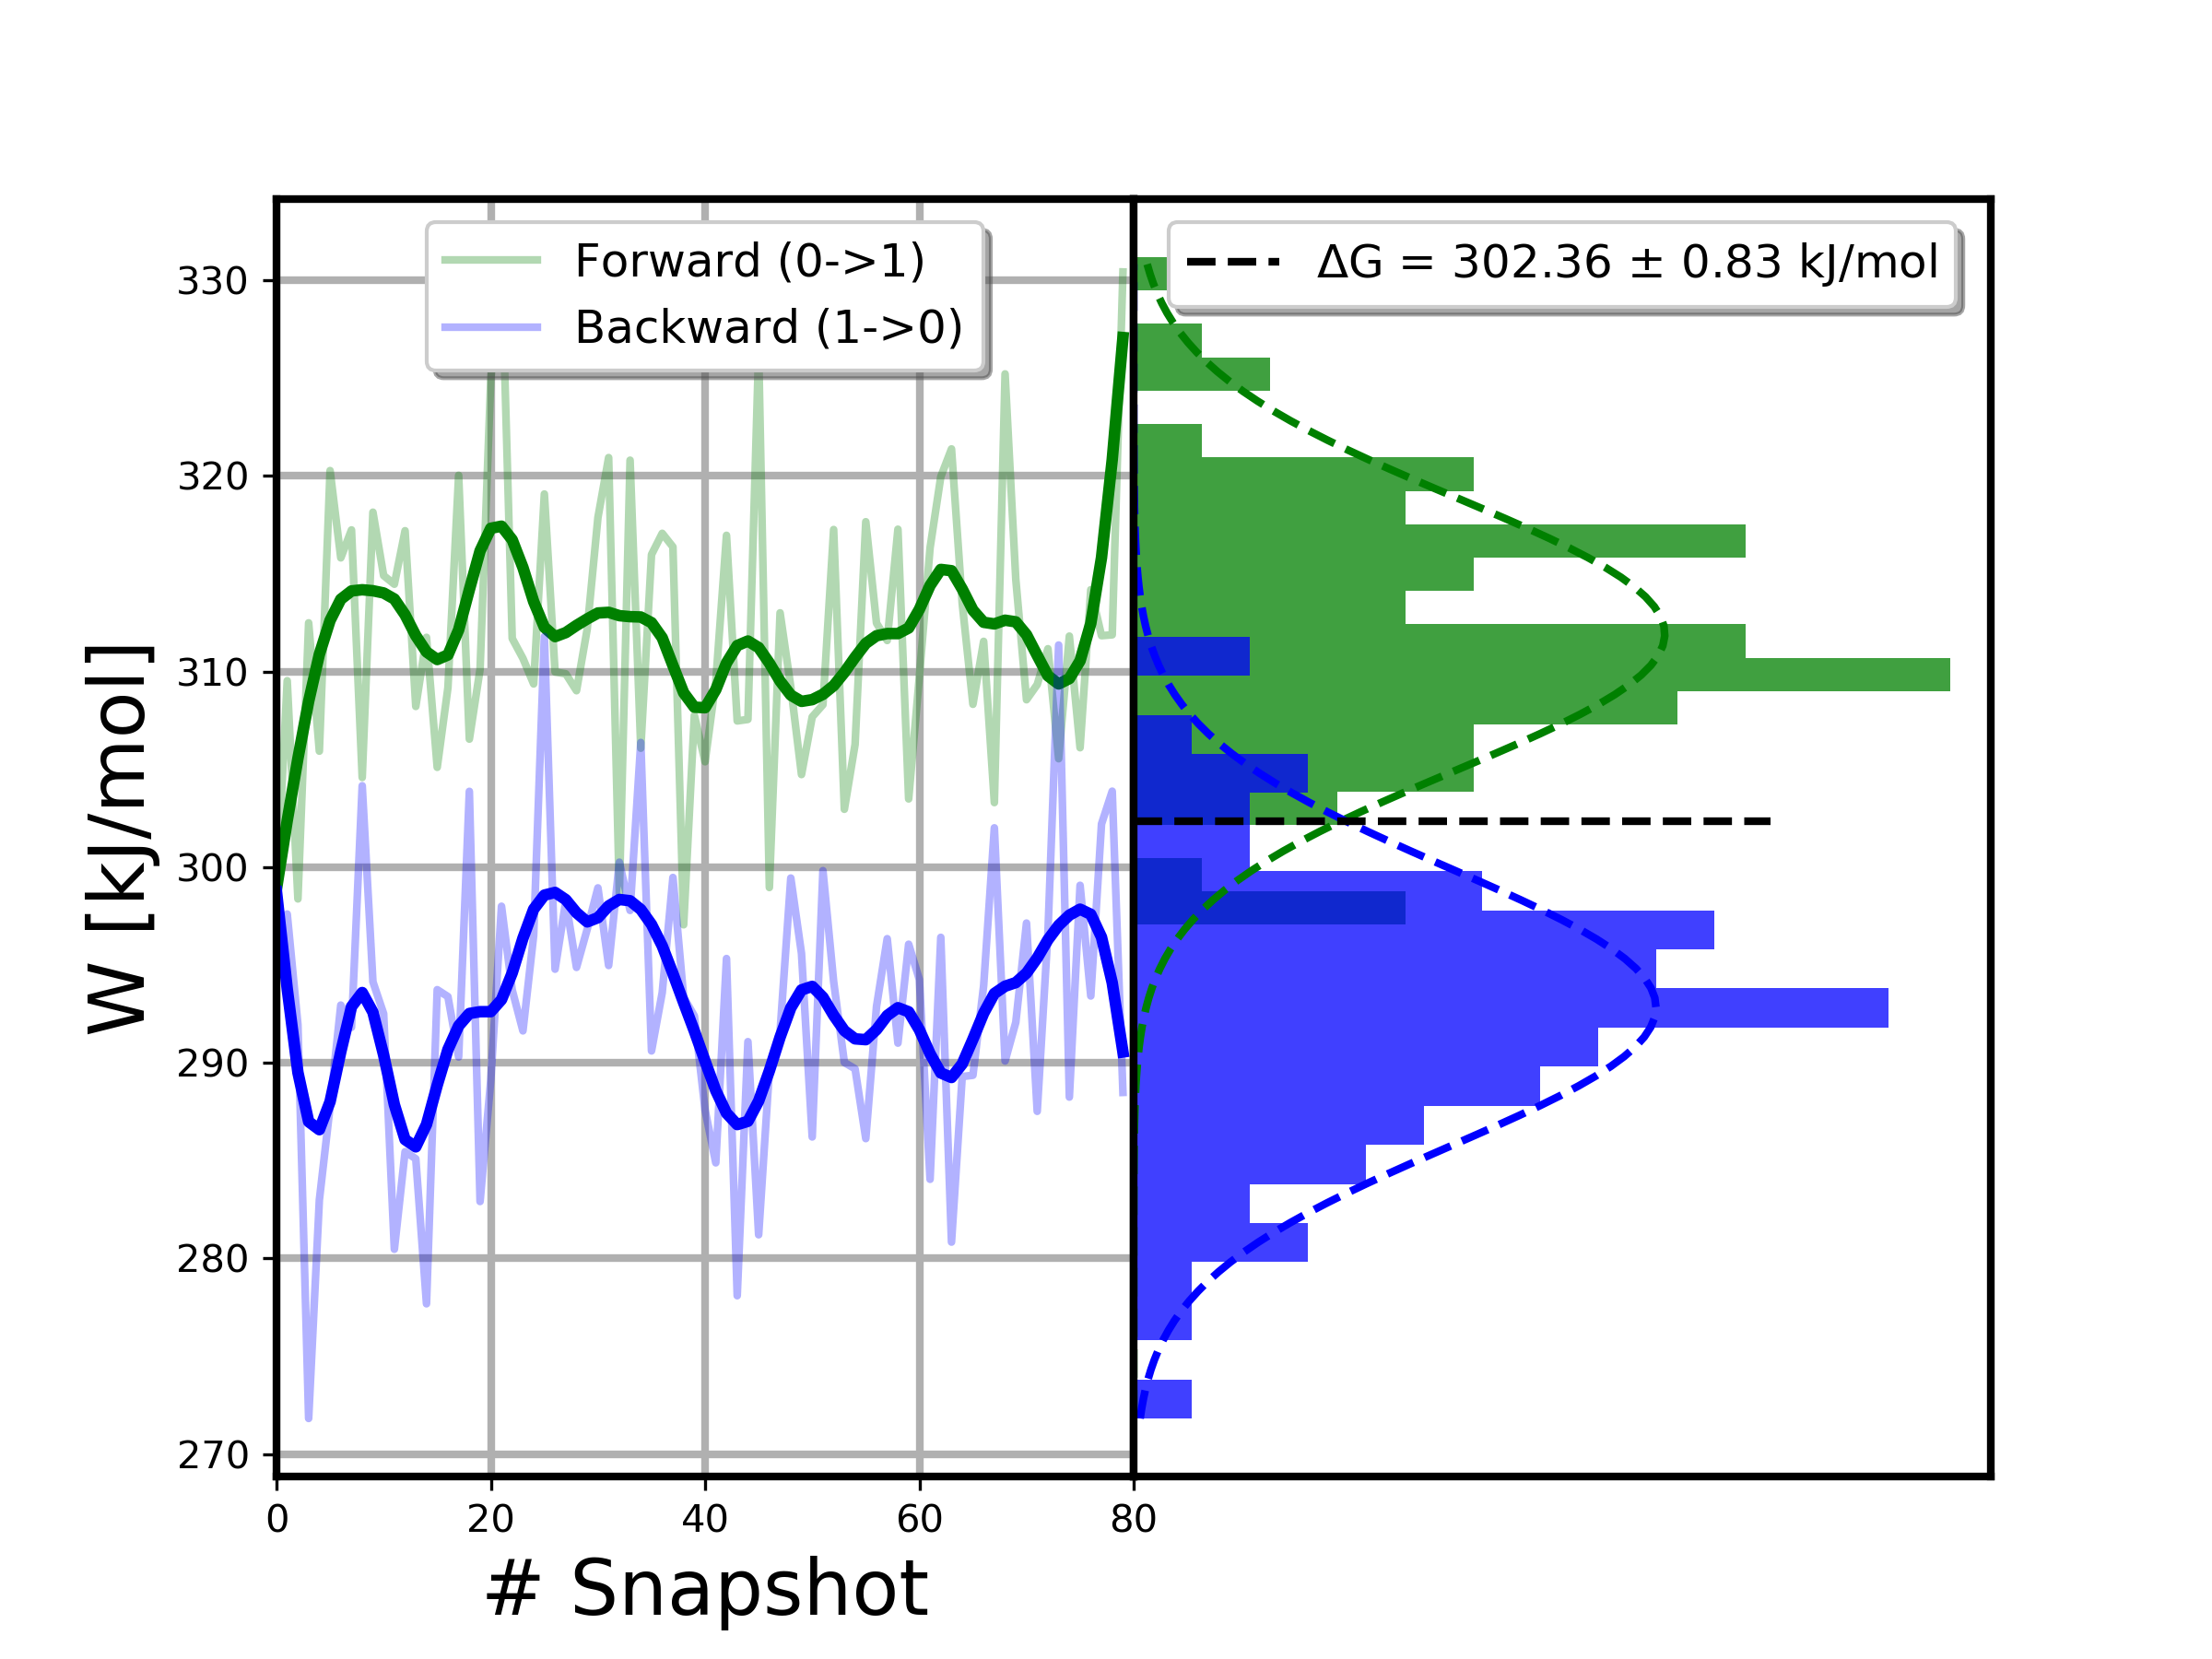 Forward (0->1)
Backward (1->0)
ΔG = 302.36 ± 0.83 kJ/mol
W [kJ/mol]
330
320
310
300
290
280
270
0 20 40 60 80
# Snapshot